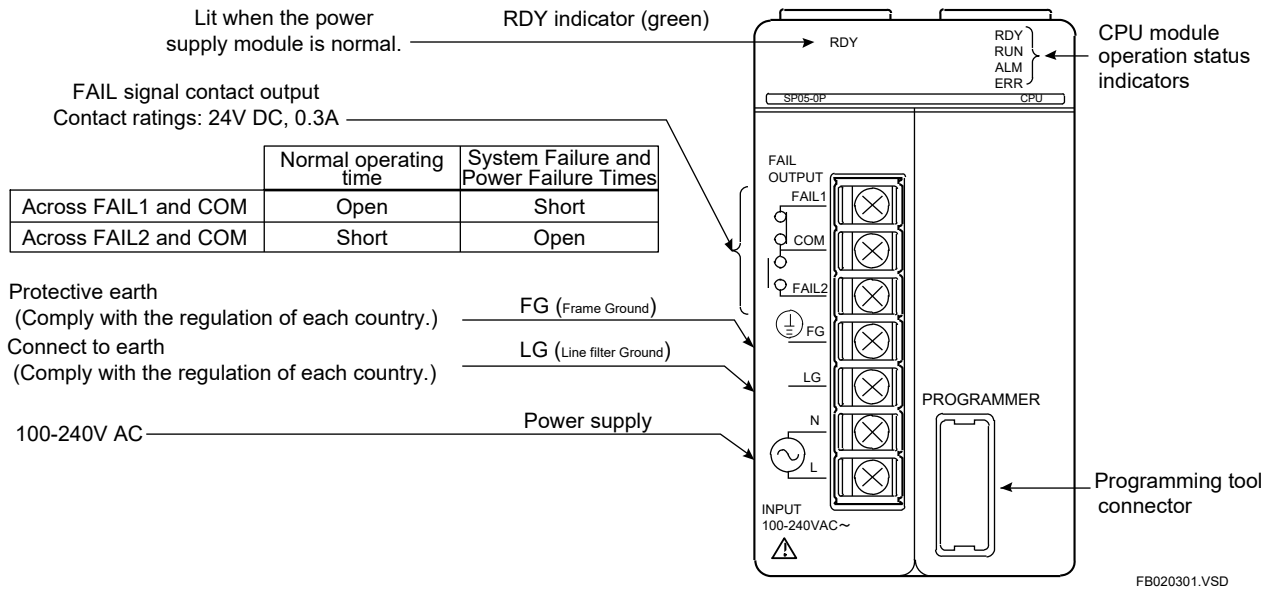 Lit when the power
supply module is normal.
RDY indicator (green)
RDY
RDY
RUN
ALM
ERR
CPU module
operation status
indicators
SP05-0P
CPU
FAIL signal contact output
Contact ratings: 24V DC, 0.3A
Normal operating time
System Failure and Power Failure Times
Across FAIL1 and COM Open Short
Across FAIL2 and COM Short Open
FAIL
OUTPUT
FAIL1
COM
FAIL2
FG
LG
N
L
INPUT
100-240VAC~
Protective earth
(Comply with the regulation of each country.)
FG (Frame Ground)
Connect to earth
(Comply with the regulation of each country.)
LG (Line filter Ground)
100-240V AC
Power supply
PROGRAMMER
Programming tool
connector
FB020301.VSD